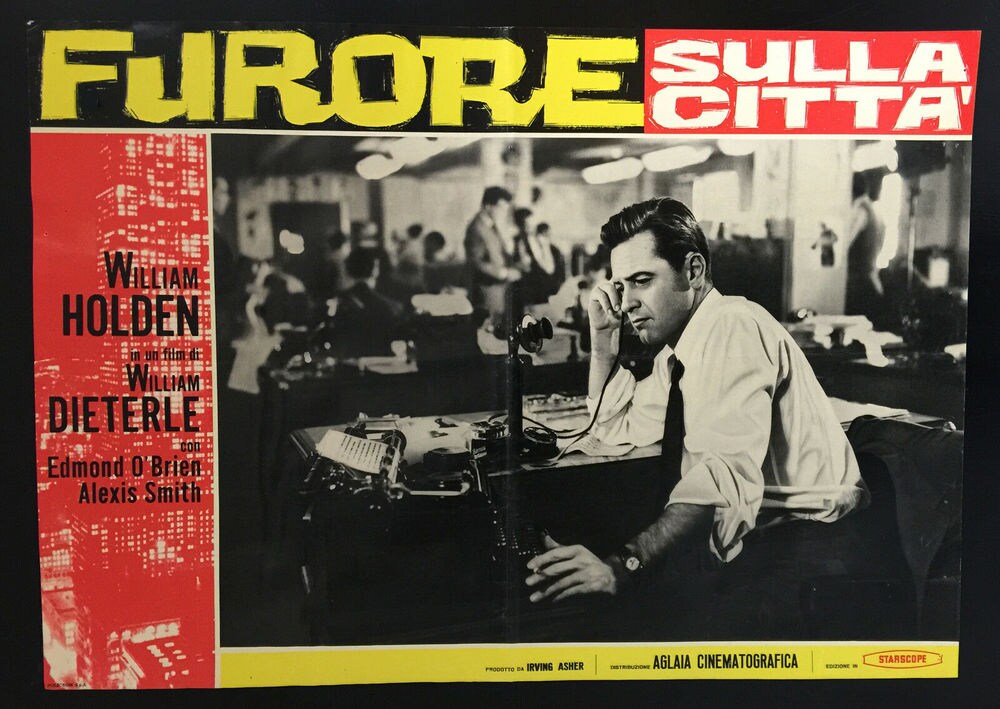 FURORE
SULLA
CITTÀ
WILLIAM
HOLDEN
in un film di
WILLIAM
DIETERLE
con
Edmond O'Brien
Alexis Smith
PRODOTTO DA IRVING ASHER
DISTRIBUZIONE AGLAIA CINEMATOGRAFICA
EDIZIONE IN STARSCOPE